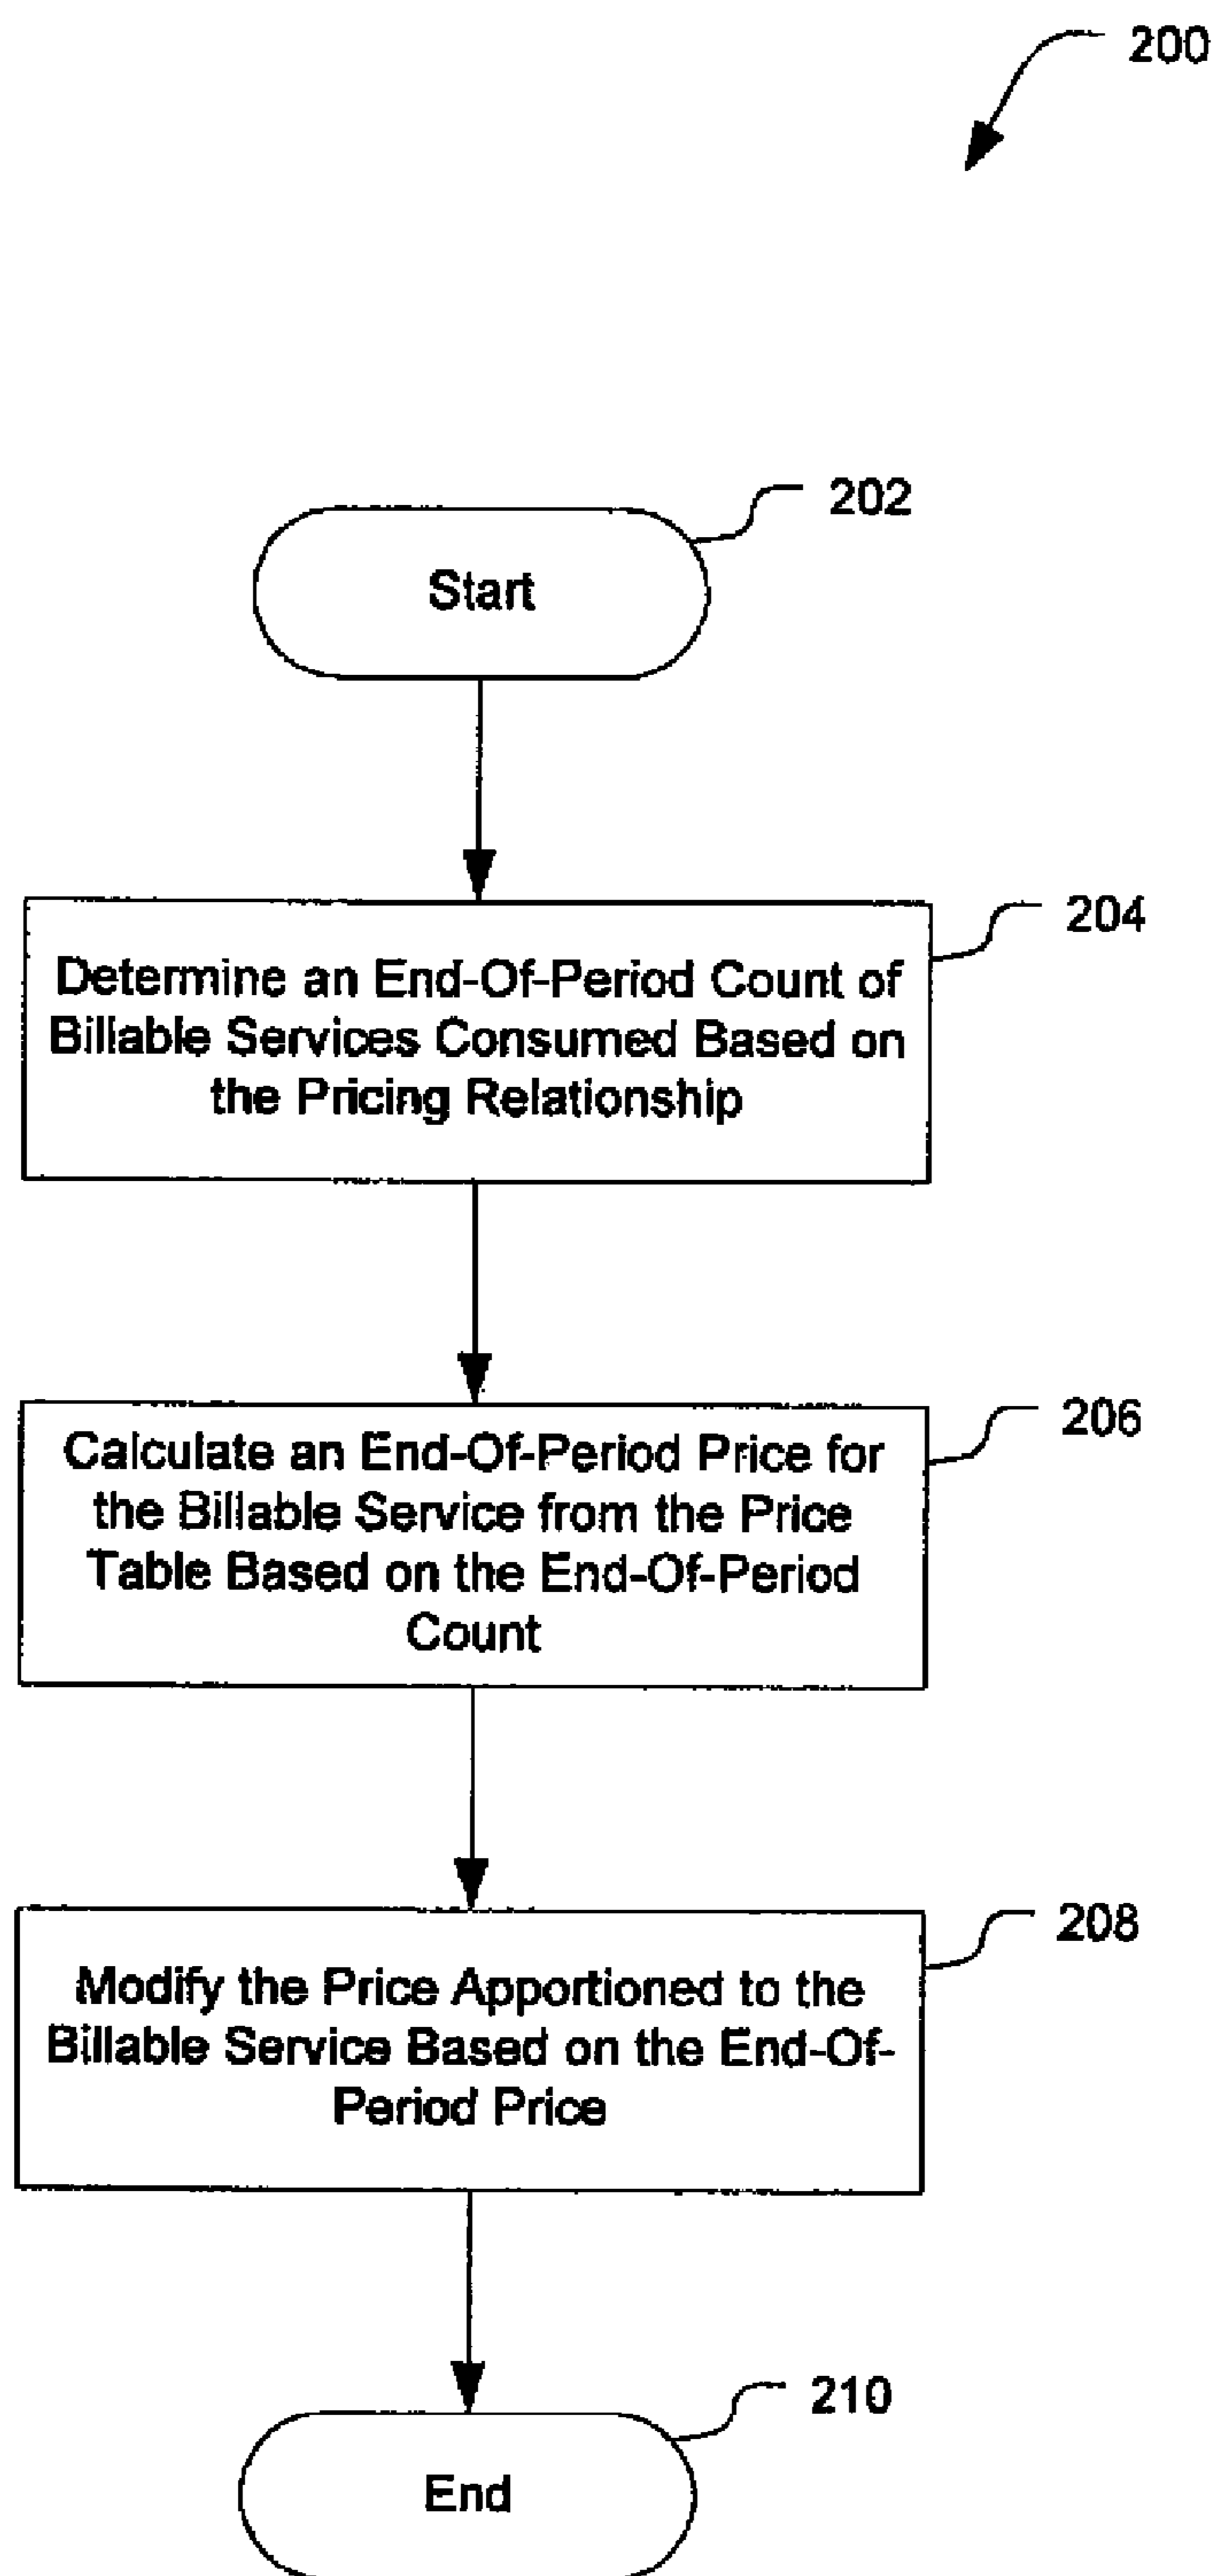 200
202
Start
204
Determine an End-Of-Period Count of
Billable Services Consumed Based on
the Pricing Relationship
206
Calculate an End-Of-Period Price for
the Billable Service from the Price
Table Based on the End-Of-Period
Count
208
Modify the Price Apportioned to the
Billable Service Based on the End-Of-
Period Price
210
End